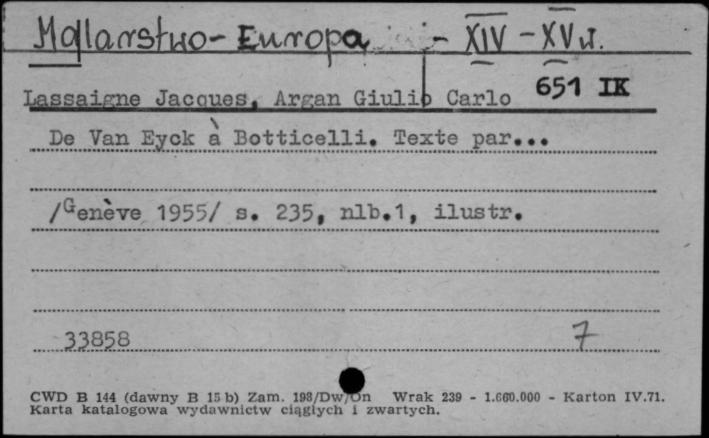 Malarstwo - Europa - XIV - XV w.
651 IK
Lassaigne Jacques, Argan Giulio Carlo
De Van Eyck à Botticelli. Texte par...
/Genève 1955/ s. 235, nlb.1, ilustr.
33858 7
CWD B 144 (dawny B 15 b) Zam. 198/Dw/On Wrak 239 - 1.660.000 - Karton IV.71.
Karta katalogowa wydawnictw ciągłych i zwartych.